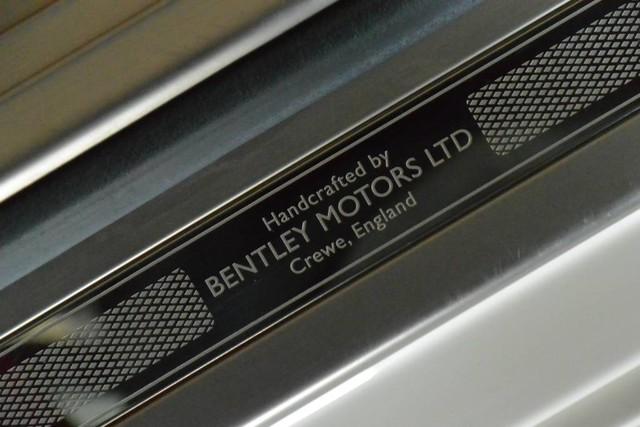 Handcrafted by
BENTLEY MOTORS LTD
Crewe, England